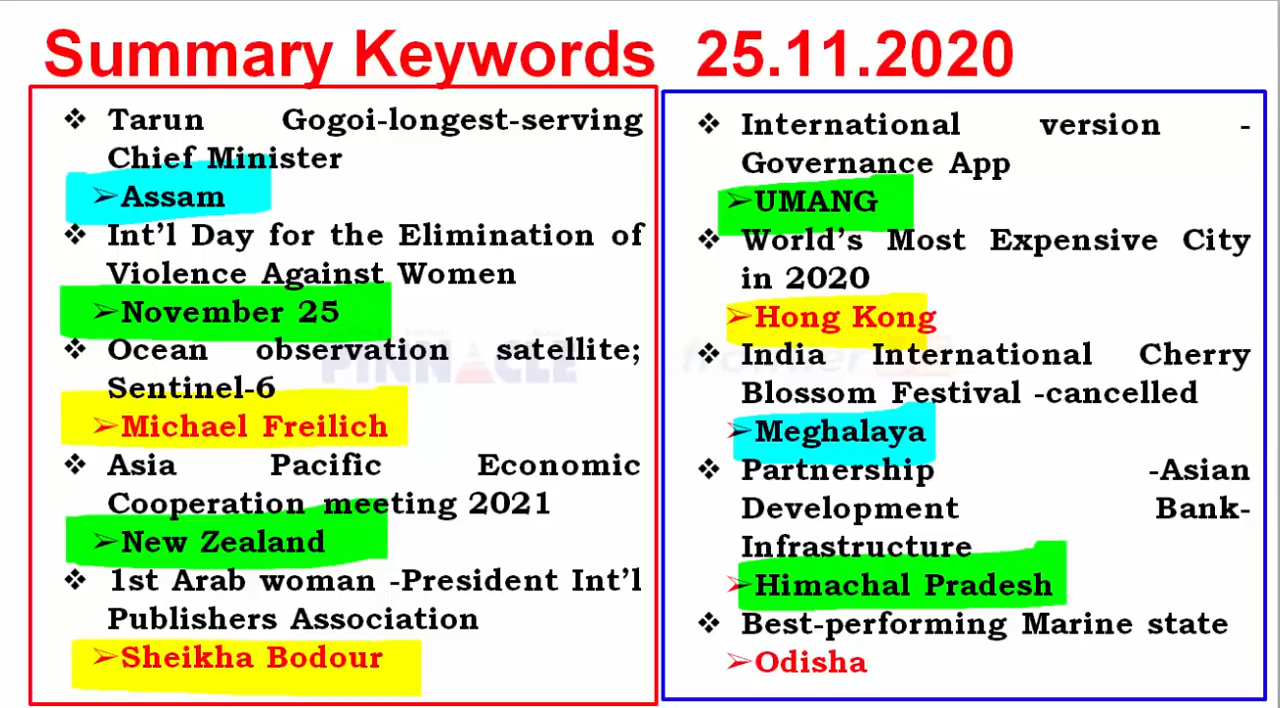 Summary Keywords 25.11.2020
❖ Tarun Gogoi-longest-serving
Chief Minister
➢Assam
❖ Int’l Day for the Elimination of
Violence Against Women
➢November 25
❖ Ocean observation satellite;
Sentinel-6
➢Michael Freilich
❖ Asia Pacific Economic
Cooperation meeting 2021
➢New Zealand
❖ 1st Arab woman -President Int’l
Publishers Association
➢Sheikha Bodour
❖ International version -
Governance App
➢UMANG
❖ World’s Most Expensive City
in 2020
➢Hong Kong
❖ India International Cherry
Blossom Festival -cancelled
➢Meghalaya
❖ Partnership -Asian
Development Bank-
Infrastructure
➢Himachal Pradesh
❖ Best-performing Marine state
➢Odisha
PINNACLE